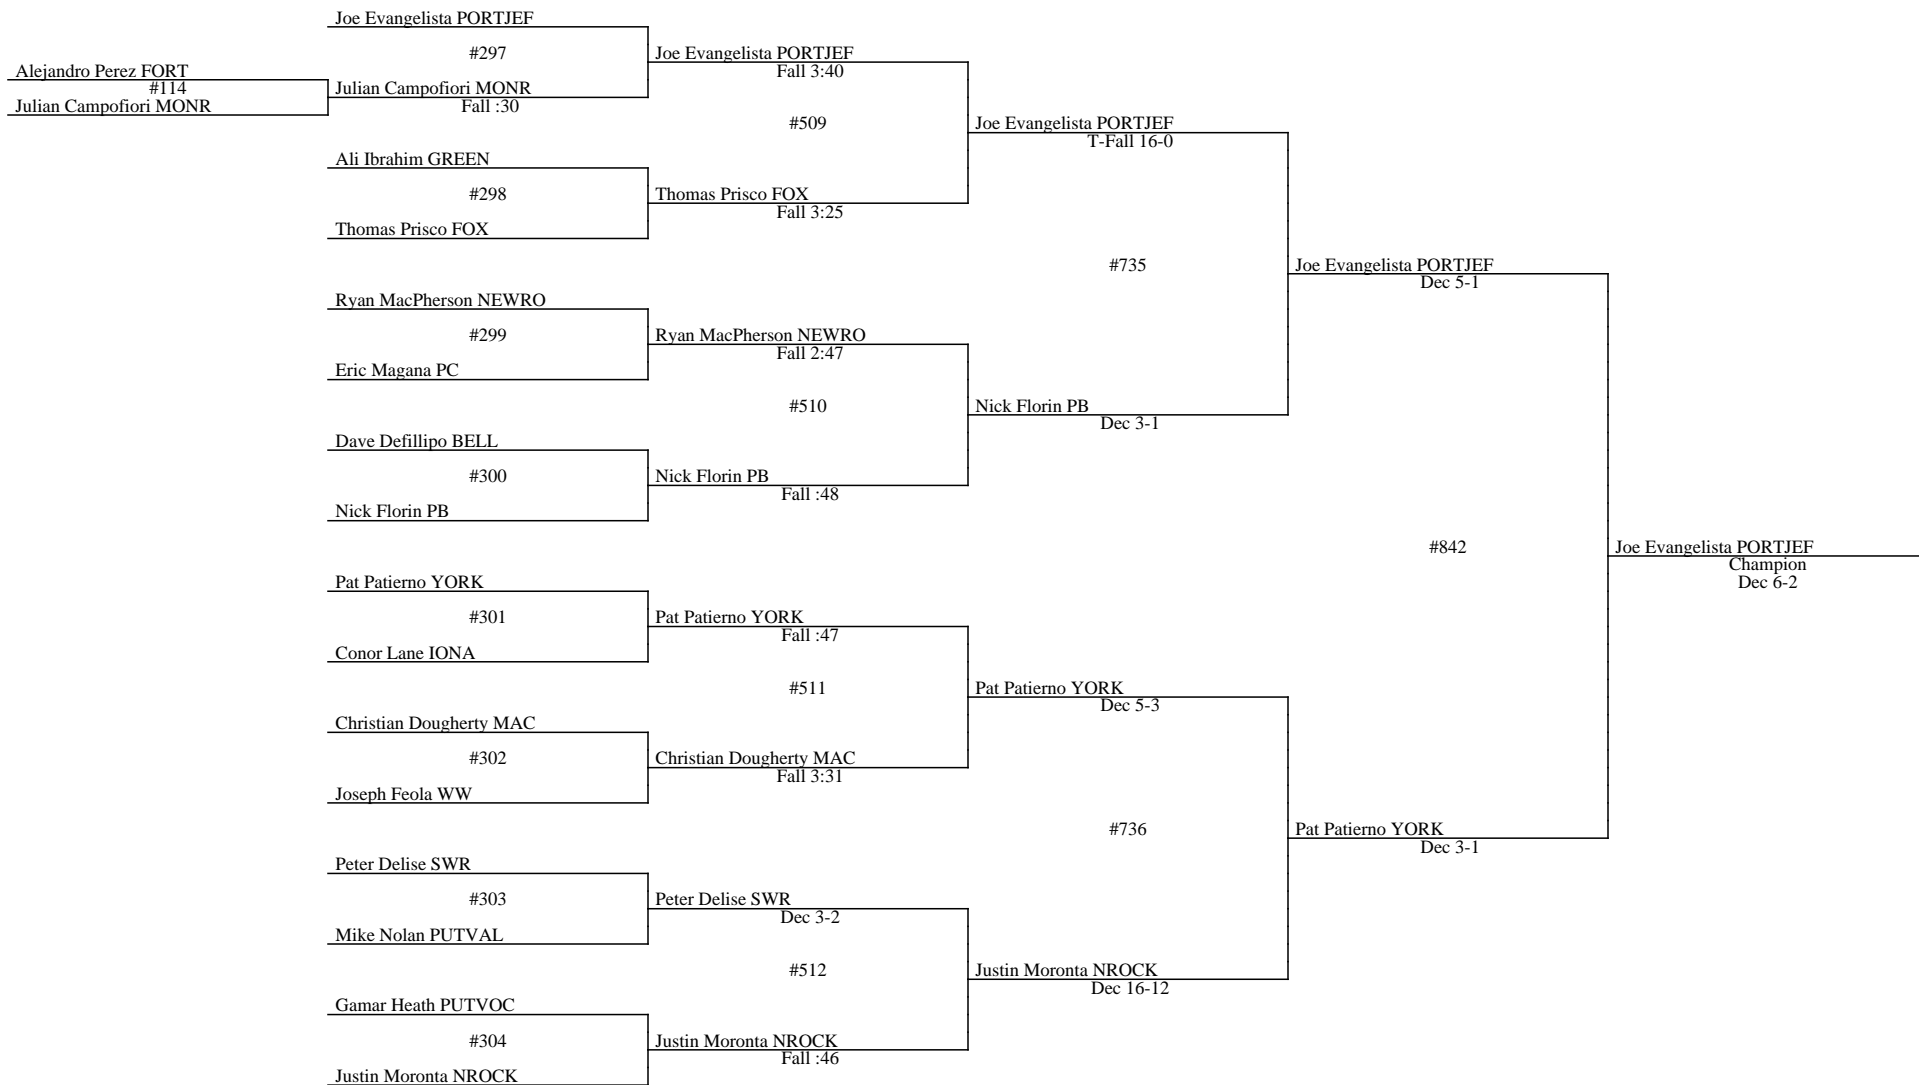 Joe Evangelista PORTJEF
#297
Joe Evangelista PORTJEF
Fall 3:40
Alejandro Perez FORT
#114
Julian Campofiori MONR
Julian Campofiori MONR
Fall :30
#509
Joe Evangelista PORTJEF
T-Fall 16-0
Ali Ibrahim GREEN
#298
Thomas Prisco FOX
Fall 3:25
Thomas Prisco FOX
#735
Joe Evangelista PORTJEF
Dec 5-1
Ryan MacPherson NEWRO
#299
Ryan MacPherson NEWRO
Fall 2:47
Eric Magana PC
#510
Nick Florin PB
Dec 3-1
Dave Defillipo BELL
#300
Nick Florin PB
Fall :48
Nick Florin PB
#842
Joe Evangelista PORTJEF
Champion
Dec 6-2
Pat Patierno YORK
#301
Pat Patierno YORK
Fall :47
Conor Lane IONA
#511
Pat Patierno YORK
Dec 5-3
Christian Dougherty MAC
#302
Christian Dougherty MAC
Fall 3:31
Joseph Feola WW
#736
Pat Patierno YORK
Dec 3-1
Peter Delise SWR
#303
Peter Delise SWR
Dec 3-2
Mike Nolan PUTVAL
#512
Justin Moronta NROCK
Dec 16-12
Gamar Heath PUTVOC
#304
Justin Moronta NROCK
Fall :46
Justin Moronta NROCK